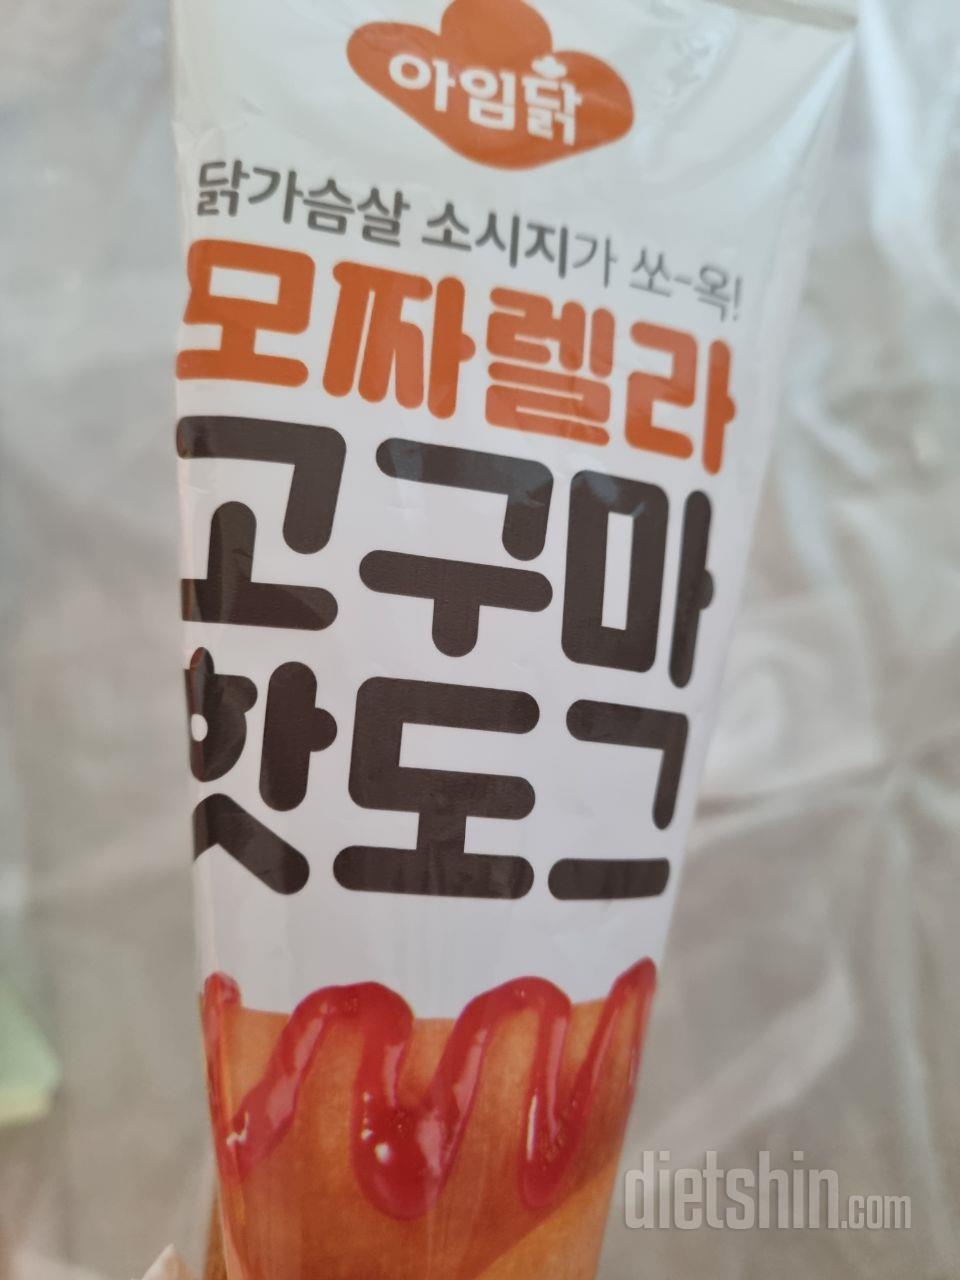 아임닭
닭가슴살 소시지가 쏘-옥!
모짜렐라
고구마
핫도그
dietshin.com